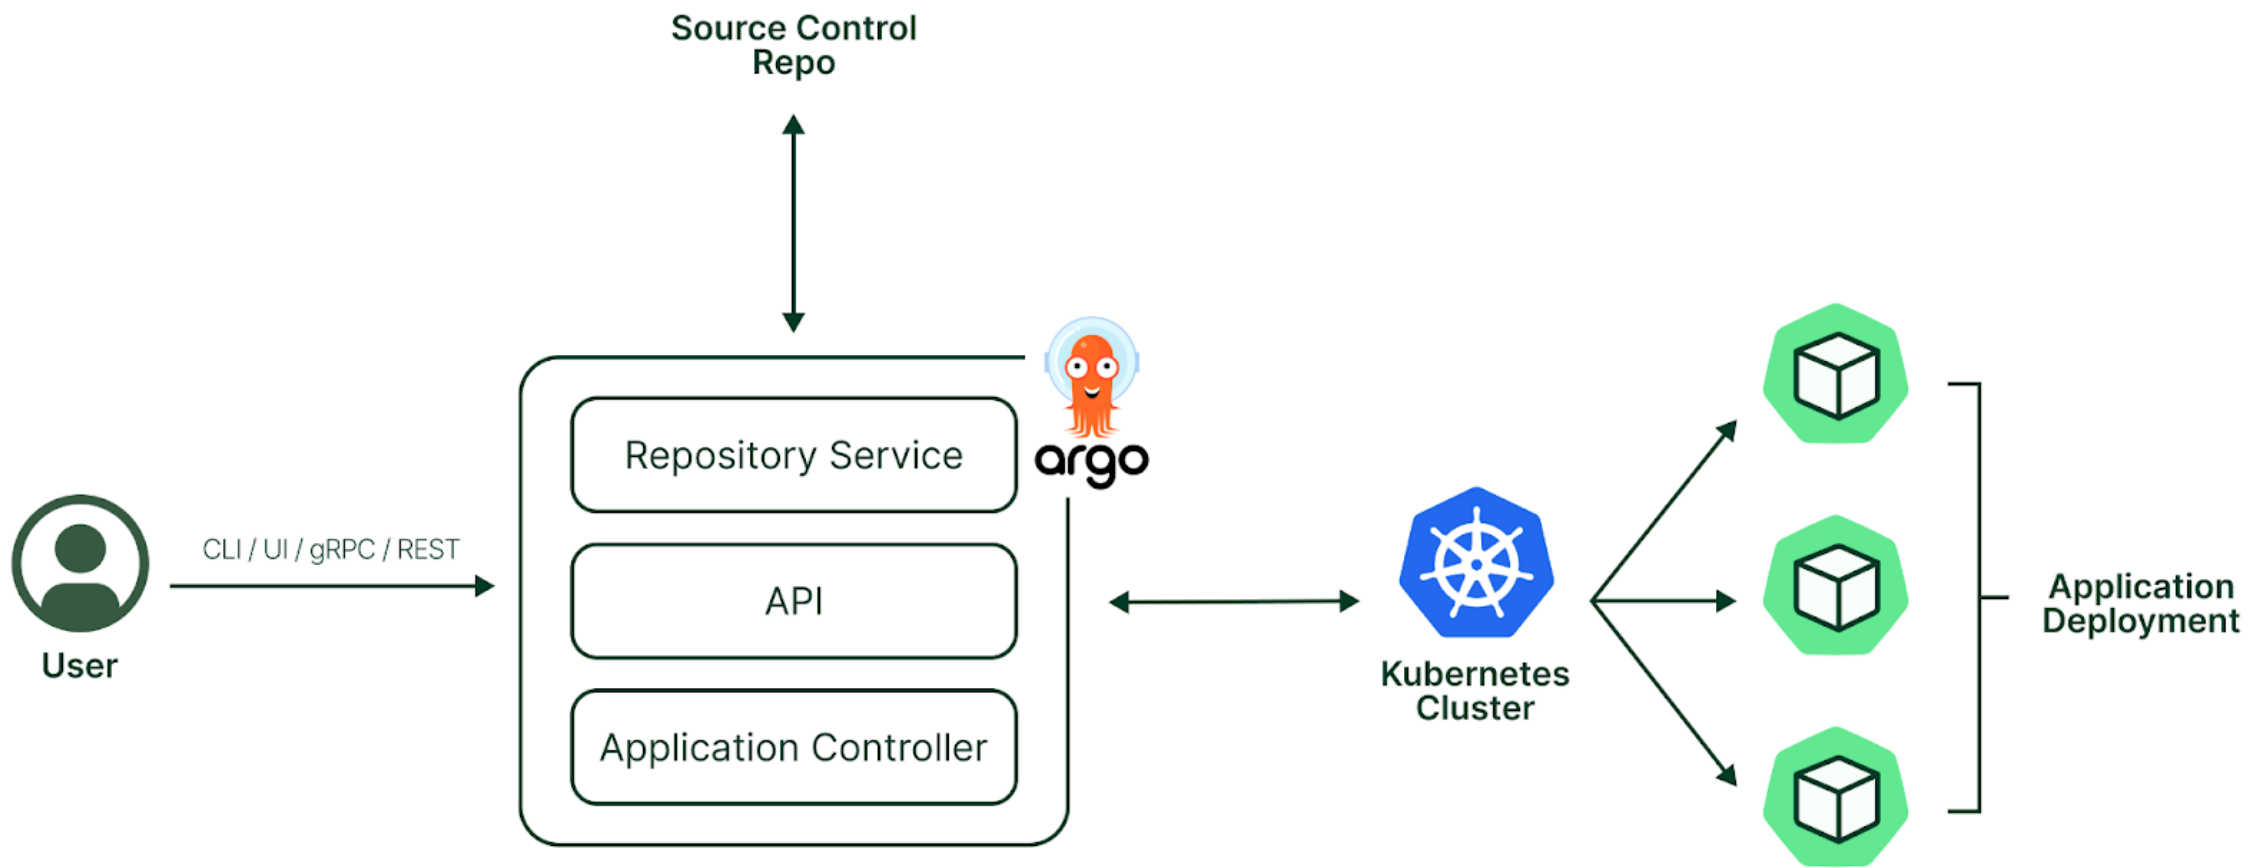 Source Control
Repo
argo
Repository Service
CLI / UI / gRPC / REST
API
User
Application Controller
Kubernetes
Cluster
Application
Deployment